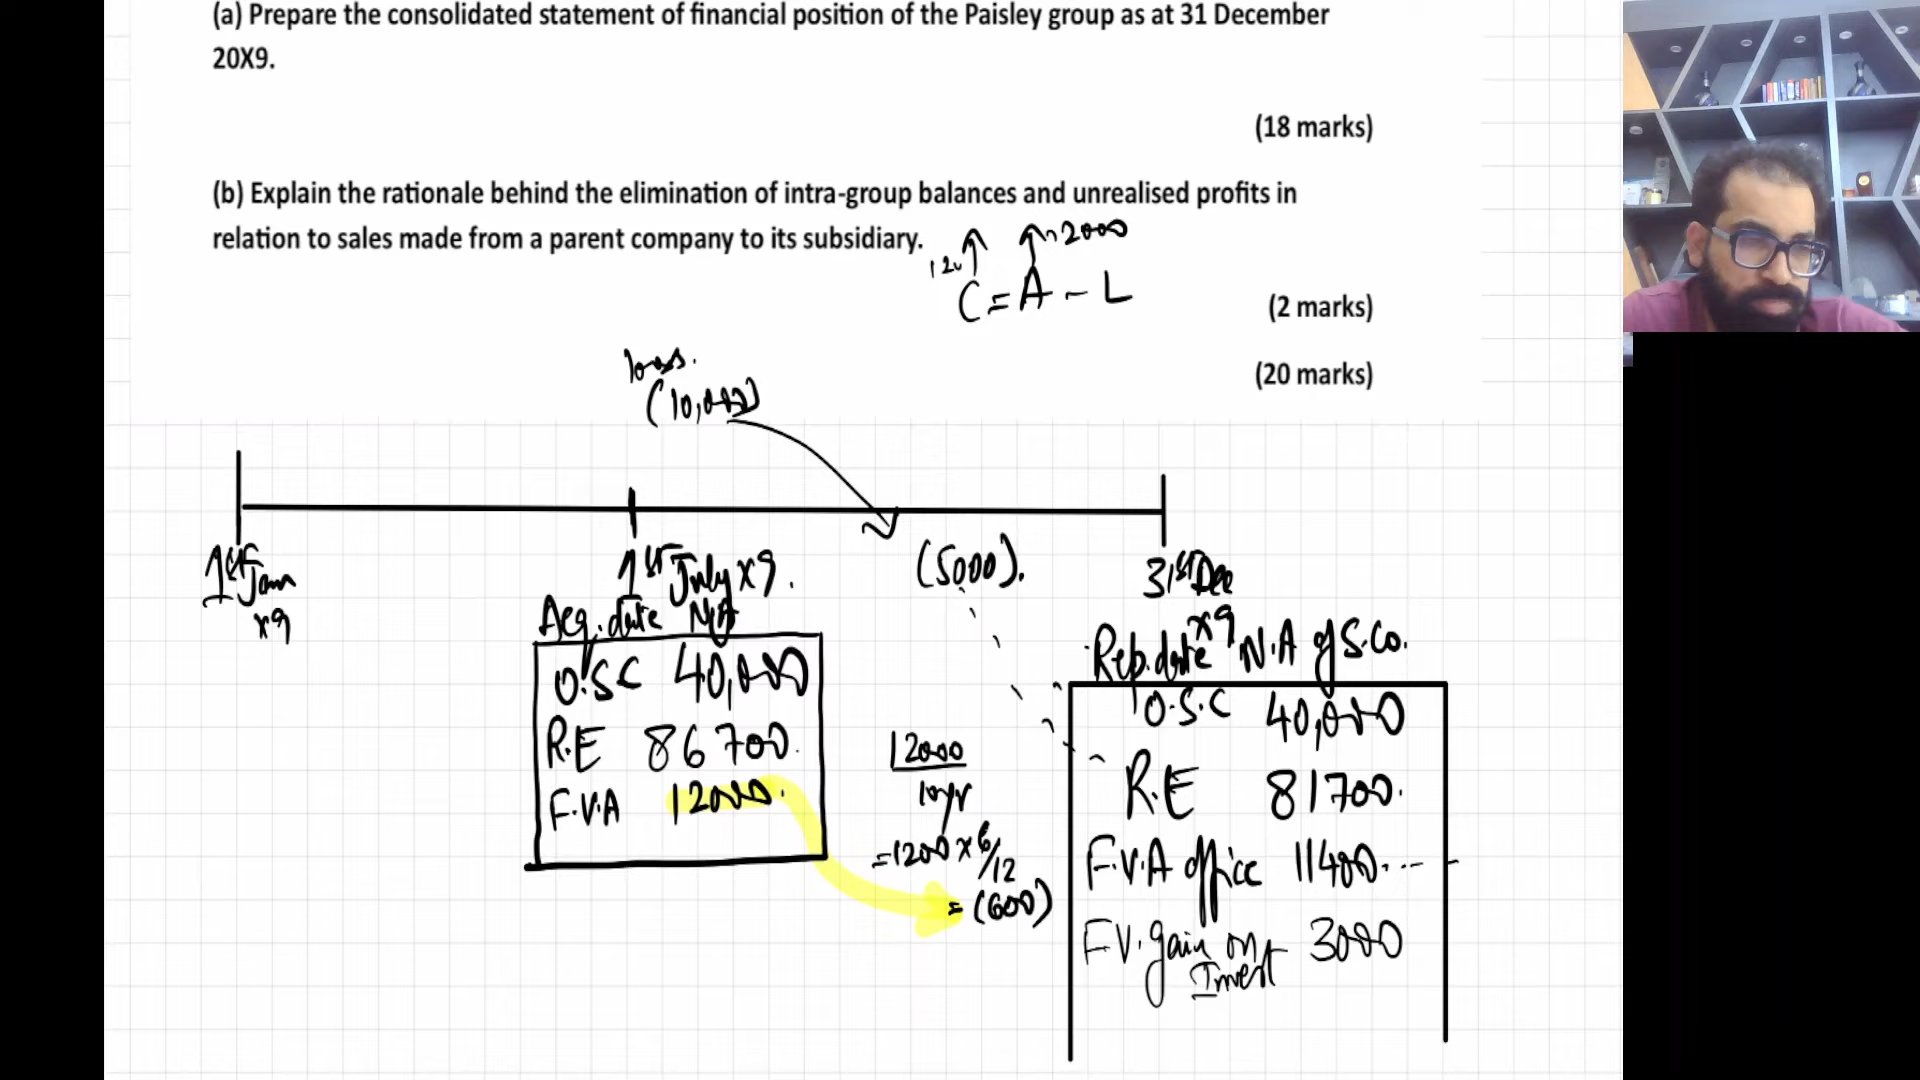 (a) Prepare the consolidated statement of financial position of the Paisley group as at 31 December
20X9.
(18 marks)
(b) Explain the rationale behind the elimination of intra-group balances and unrealised profits in
relation to sales made from a parent company to its subsidiary.
12000
C = A - L
(2 marks)
(20 marks)
loss.
(10,000)
1st Jan
x9
1st July x9.
(5000).
31st Dec
x9
Acq. date N/A
O.S.C 40,000
R.E 86700.
F.V.A 12000.
12000
10yr
=1200 x 6/12
= (600)
Rep. date N.A of S.Co.
O.S.C 40,000
R.E 81700.
F.V.A office 11400...
F.V. gain on 3000
Invest